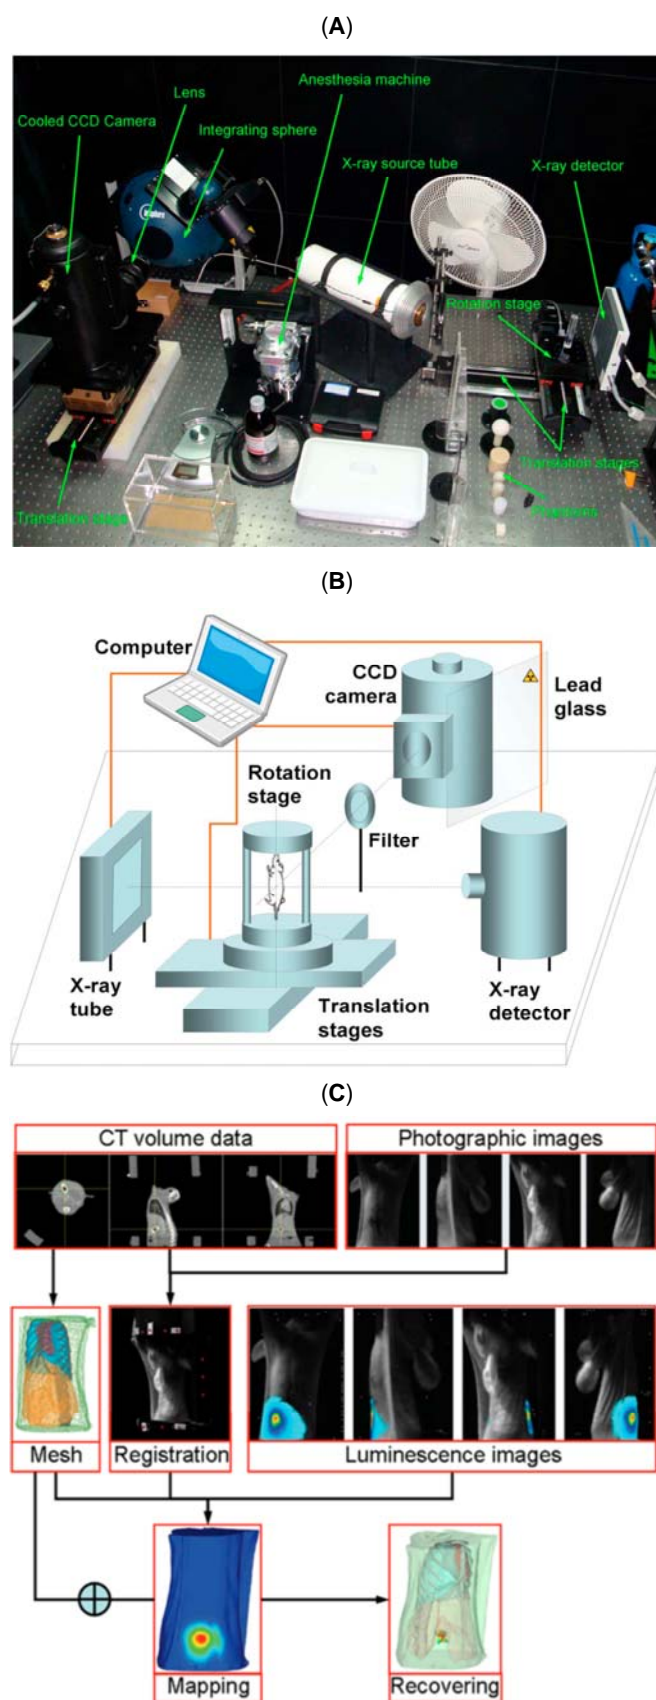 (A)
Anesthesia machine
Lens
Cooled CCD Camera
Integrating sphere
X-ray source tube
X-ray detector
Rotation stage
Translation stages
Translation stage
Phantoms
(B)
Computer
CCD
camera
Lead
glass
Rotation
stage
Filter
X-ray
tube
Translation
stages
X-ray
detector
(C)
CT volume data
Photographic images
Mesh
Registration
Luminescence images
Mapping
Recovering